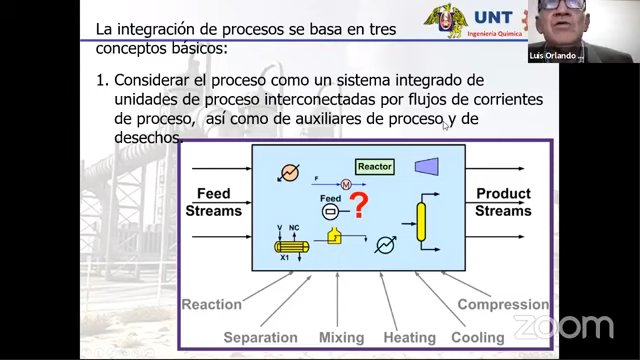 La integración de procesos se basa en tres
conceptos básicos:
UNT
Ingeniería Química
Luis Orlando ...
1. Considerar el proceso como un sistema integrado de
unidades de proceso interconectadas por flujos de corrientes
de proceso, así como de auxiliares de proceso y de
desechos.
Reactor
F
M
Feed
Streams
Feed
?
Product
Streams
V NC
X1
Reaction
Compression
Separation
Mixing
Heating
Cooling
zoom